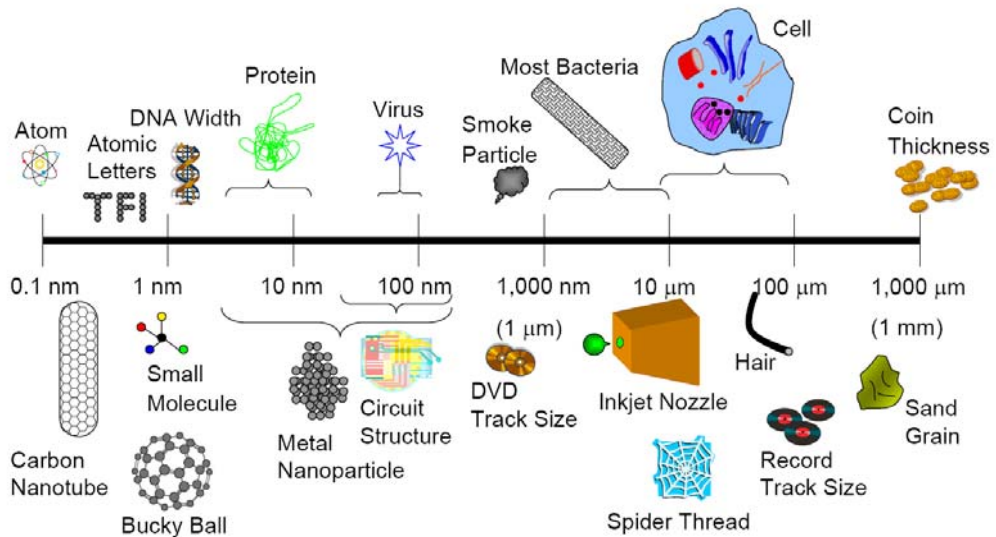 Cell
Most Bacteria
Protein
Virus
Coin
Thickness
DNA Width
Smoke
Particle
Atom
Atomic
Letters
TFI
0.1 nm
1 nm
10 nm
100 nm
1,000 nm
(1 μm)
10 μm
100 μm
1,000 μm
(1 mm)
Small
Molecule
Circuit
Structure
DVD
Track Size
Inkjet Nozzle
Hair
Sand
Grain
Metal
Nanoparticle
Carbon
Nanotube
Record
Track Size
Bucky Ball
Spider Thread